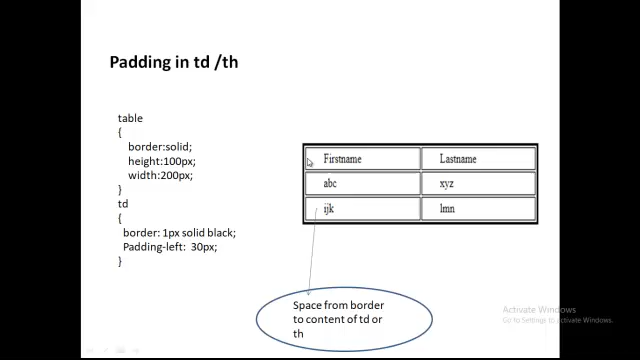 Padding in td /th
table
{
border:solid;
height:100px;
width:200px;
}
td
{
border: 1px solid black;
Padding-left: 30px;
}
Firstname Lastname
abc xyz
ijk lmn
Space from border
to content of td or
th
Activate Windows
Go to Settings to activate Windows.